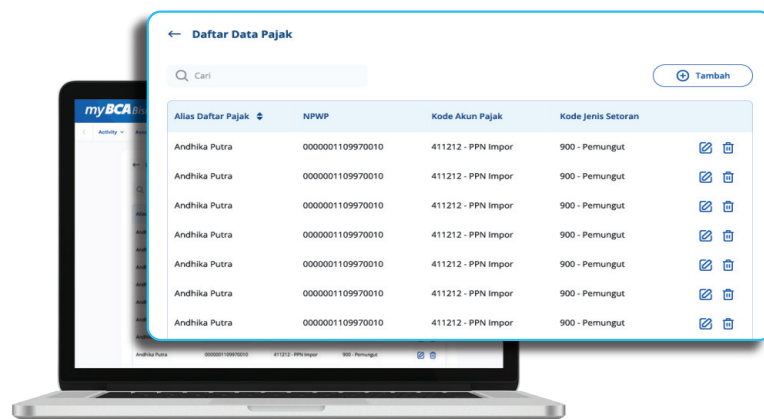 ← Daftar Data Pajak
Cari
Tambah
Alias Daftar Pajak NPWP Kode Akun Pajak Kode Jenis Setoran
Andhika Putra 0000001109970010 411212 - PPN Impor 900 - Pemungut
Andhika Putra 0000001109970010 411212 - PPN Impor 900 - Pemungut
Andhika Putra 0000001109970010 411212 - PPN Impor 900 - Pemungut
Andhika Putra 0000001109970010 411212 - PPN Impor 900 - Pemungut
Andhika Putra 0000001109970010 411212 - PPN Impor 900 - Pemungut
Andhika Putra 0000001109970010 411212 - PPN Impor 900 - Pemungut
Andhika Putra 0000001109970010 411212 - PPN Impor 900 - Pemungut
myBCA Bis
Activity
Andhika Putra 0000001109970010 411212 - PPN Impor 900 - Pemungut